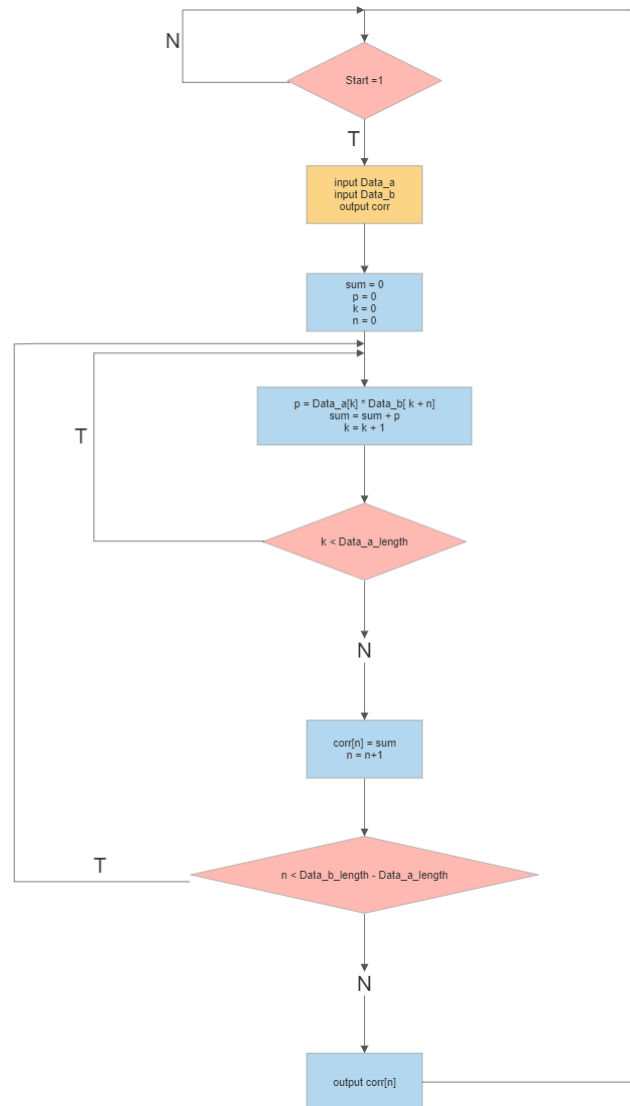 N
Start =1
T
input Data_a
input Data_b
output corr
sum = 0
p = 0
k = 0
n = 0
p = Data_a[k] * Data_b[ k + n]
sum = sum + p
k = k + 1
T
k < Data_a_length
N
corr[n] = sum
n = n+1
T
n < Data_b_length - Data_a_length
N
output corr[n]